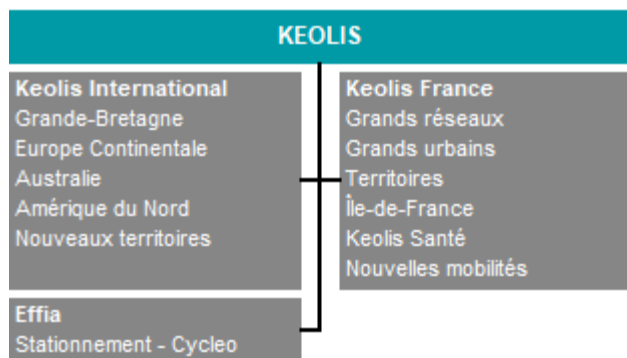 KEOLIS
Keolis International
Grande-Bretagne
Europe Continentale
Australie
Amérique du Nord
Nouveaux territoires
Keolis France
Grands réseaux
Grands urbains
Territoires
Île-de-France
Keolis Santé
Nouvelles mobilités
Effia
Stationnement - Cycleo